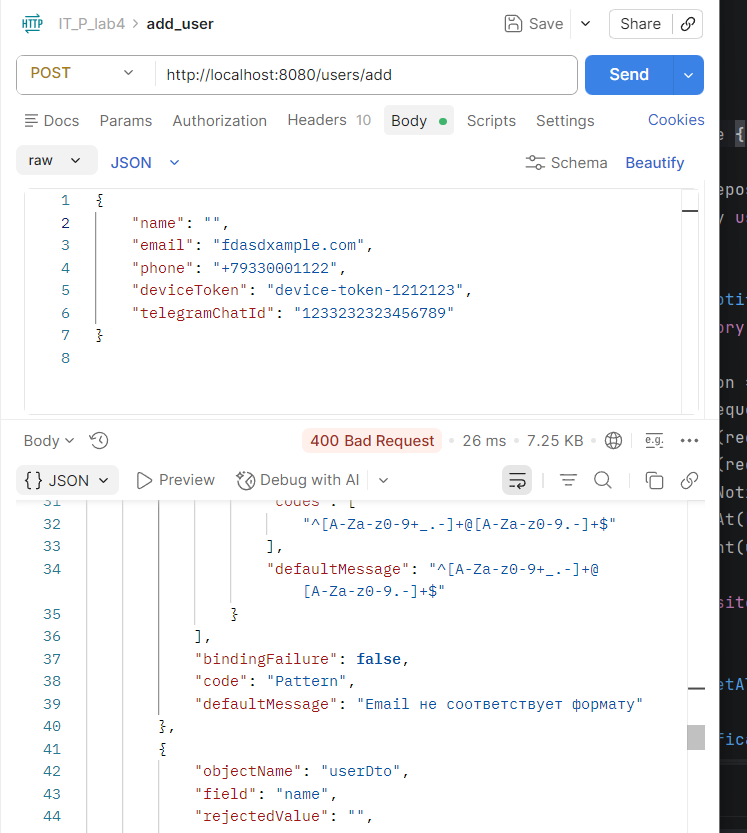 HTTP IT_P_lab4 > add_user Save Share
POST http://localhost:8080/users/add Send
Docs Params Authorization Headers 10 Body Scripts Settings Cookies
raw JSON Schema Beautify
1 {
2 "name": "",
3 "email": "fdasdxample.com",
4 "phone": "+79330001122",
5 "deviceToken": "device-token-1212123",
6 "telegramChatId": "1233232323456789"
7 }
8
Body 400 Bad Request • 26 ms • 7.25 KB • e.g. •••
{} JSON Preview Debug with AI
31 "codes": [
32 "^[A-Za-z0-9+_.-]+@[A-Za-z0-9.-]+$"
33 ],
34 "defaultMessage": "^[A-Za-z0-9+_.-]+@
[A-Za-z0-9.-]+$"
35 }
36 ],
37 "bindingFailure": false,
38 "code": "Pattern",
39 "defaultMessage": "Email не соответствует формату"
40 },
41 {
42 "objectName": "userDto",
43 "field": "name",
44 "rejectedValue": "",